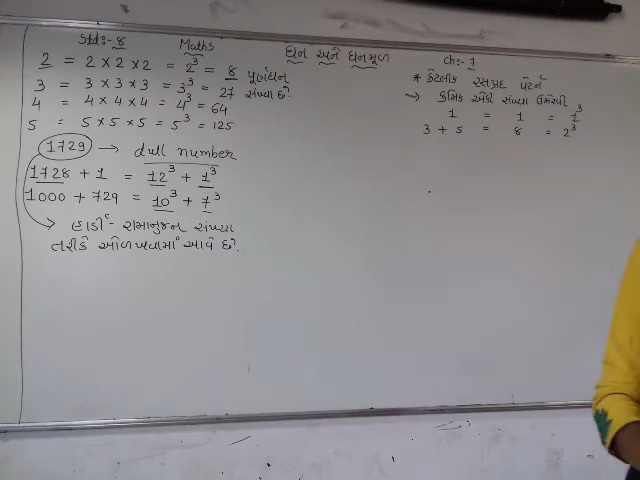 Std:- 8
Maths
ઘન અને ઘનમૂળ
Ch:- 7
2 = 2 × 2 × 2 = 2³ = 8 પૂર્ણઘન
3 = 3 × 3 × 3 = 3³ = 27 સંખ્યા છે.
4 = 4 × 4 × 4 = 4³ = 64
5 = 5 × 5 × 5 = 5³ = 125
1729 → dull number
1728 + 1 = 12³ + 1³
1000 + 729 = 10³ + 7³
→ હાર્ડી - રામાનુજન સંખ્યા
તરીકે ઓળખવામાં આવે છે.
* કેટલીક રસપ્રદ પેટર્ન
→ ક્રમિક એકી સંખ્યા ઉમેરવી
1 = 1 = 1³
3 + 5 = 8 = 2³